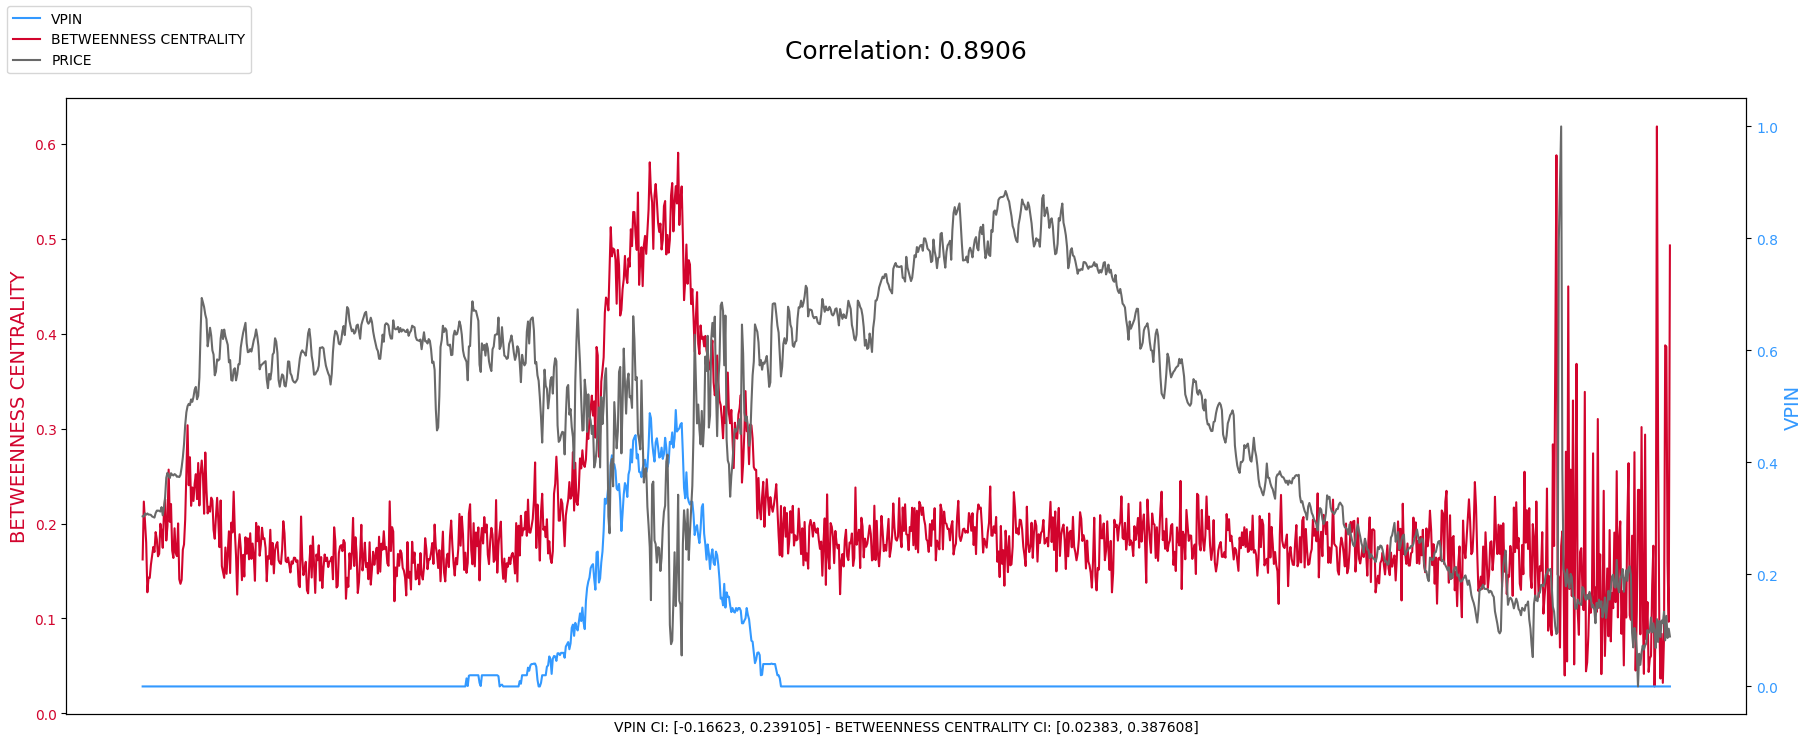 VPIN
BETWEENNESS CENTRALITY
PRICE
Correlation: 0.8906
BETWEENNESS CENTRALITY
0.6
0.5
0.4
0.3
0.2
0.1
0.0
1.0
0.8
0.6
0.4
0.2
0.0
VPIN
VPIN CI: [-0.16623, 0.239105] - BETWEENNESS CENTRALITY CI: [0.02383, 0.387608]